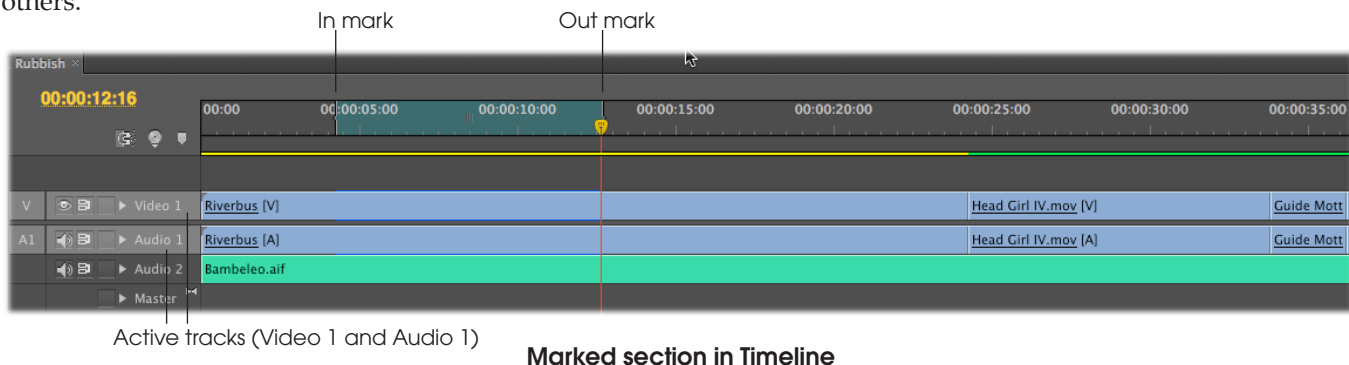 others.
In mark Out mark
Rubbish ×
00:00:12:16
00:00 00:00:05:00 00:00:10:00 00:00:15:00 00:00:20:00 00:00:25:00 00:00:30:00 00:00:35:00
V Video 1 Riverbus [V] Head Girl IV.mov [V] Guide Mott
A1 Audio 1 Riverbus [A] Head Girl IV.mov [A] Guide Mott
Audio 2 Bambeleo.aif
Master
Active tracks (Video 1 and Audio 1)
Marked section in Timeline